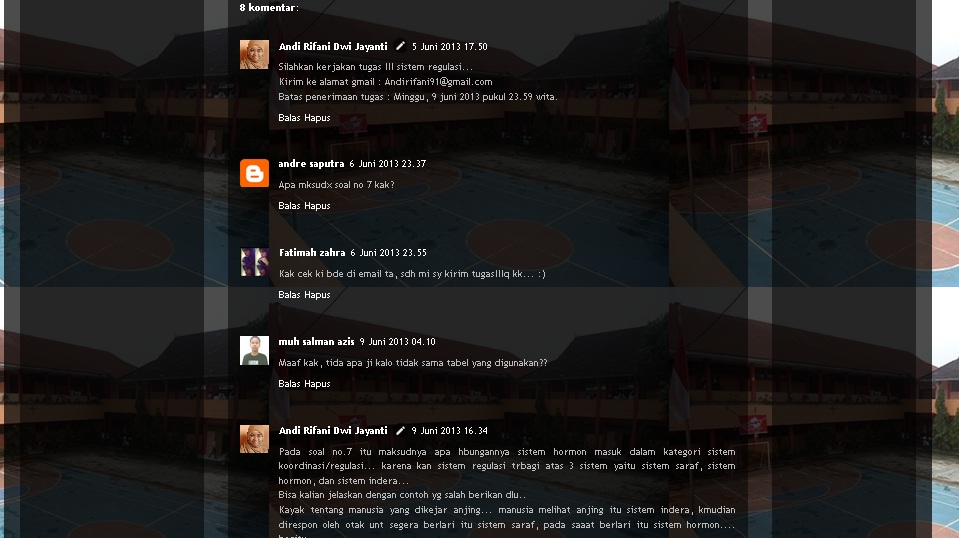 8 komentar:
Andi Rifani Dwi Jayanti 5 Juni 2013 17.50
Silahkan kerjakan tugas III sistem regulasi...
Kirim ke alamat gmail : Andirifani91@gmail.com
Batas penerimaan tugas : Minggu, 9 juni 2013 pukul 23.59 wita.
Balas Hapus
andre saputra 6 Juni 2013 23.37
Apa mksudx soal no 7 kak?
Balas Hapus
Fatimah zahra 6 Juni 2013 23.55
Kak cek ki bde di email ta, sdh mi sy kirim tugasIIIq kk... :)
Balas Hapus
muh salman azis 9 Juni 2013 04.10
Maaf kak, tida apa ji kalo tidak sama tabel yang digunakan??
Balas Hapus
Andi Rifani Dwi Jayanti 9 Juni 2013 16.34
Pada soal no.7 itu maksudnya apa hbungannya sistem hormon masuk dalam kategori sistem
koordinasi/regulasi... karena kan sistem regulasi trbagi atas 3 sistem yaitu sistem saraf, sistem
hormon, dan sistem indera...
Bisa kalian jelaskan dengan contoh yg salah berikan dlu..
Kayak tentang manusia yang dikejar anjing... manusia melihat anjing itu sistem indera, kmudian
direspon oleh otak unt segera berlari itu sistem saraf, pada saaat berlari itu sistem hormon....